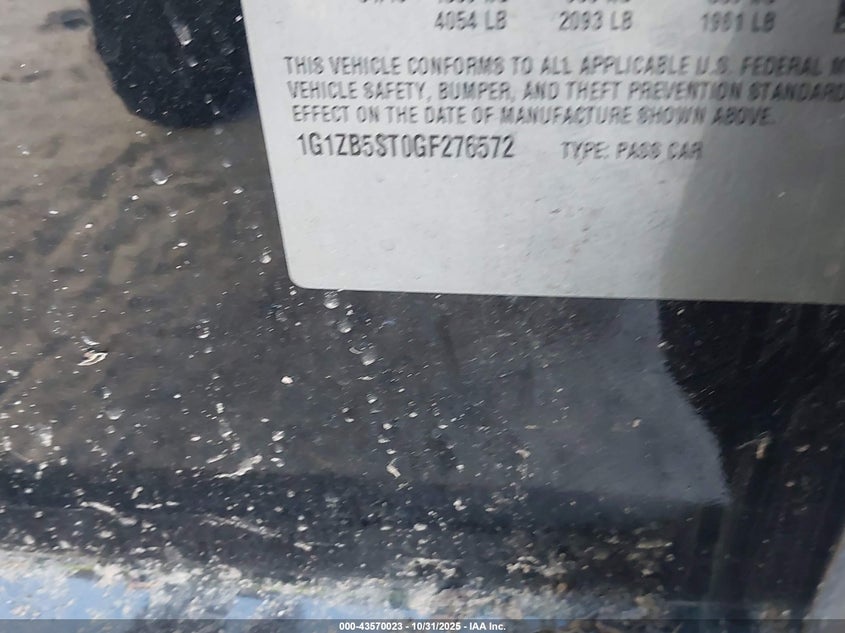 4054 LB 2093 LB 1961 LB
THIS VEHICLE CONFORMS TO ALL APPLICABLE U.S. FEDERAL M
VEHICLE SAFETY, BUMPER, AND THEFT PREVENTION STANDARD
EFFECT ON THE DATE OF MANUFACTURE SHOWN ABOVE.
1G1ZB5ST0GF276572 TYPE: PASS CAR
000-43570023 - 10/31/2025 - IAA Inc.